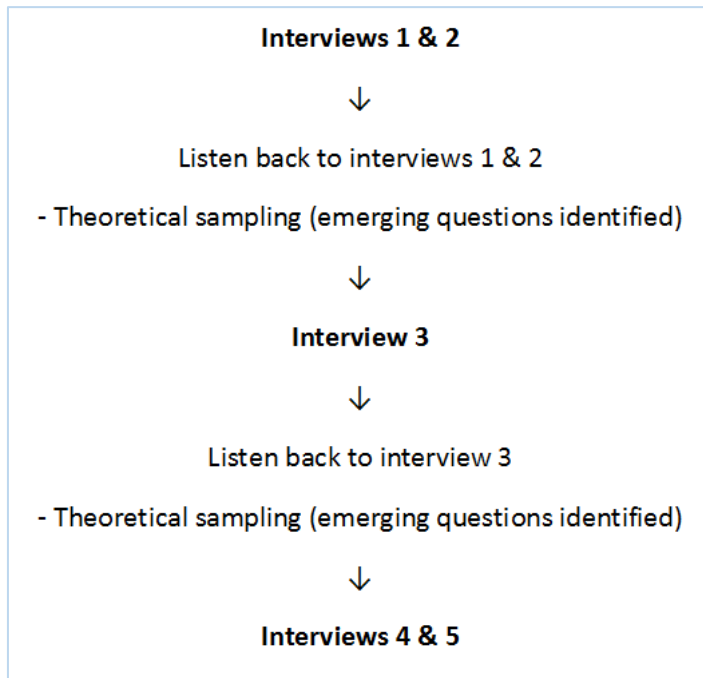 Interviews 1 & 2
↓
Listen back to interviews 1 & 2
- Theoretical sampling (emerging questions identified)
↓
Interview 3
↓
Listen back to interview 3
- Theoretical sampling (emerging questions identified)
↓
Interviews 4 & 5